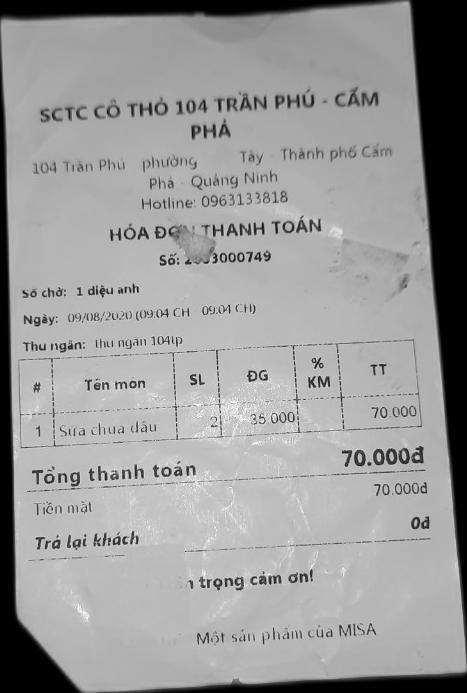 SCTC CÔ THỎ 104 TRẦN PHÚ - CẨM
PHẢ
104 Trần Phú phường Tây - Thành phố Cẩm
Phả - Quảng Ninh
Hotline: 0963133818
HÓA ĐƠN THANH TOÁN
Số:
Số chờ: 1 diệu anh
Ngày: 09/08/2020 (09:04 CH 09:04 CH)
Thu ngân: thu ngân 104tp
# Tên món SL ĐG % KM TT
1 Sữa chua dâu 2 35.000 70.000
Tổng thanh toán 70.000đ
Tiền mặt 70.000đ
Trả lại khách 0đ
trọng cảm ơn!
Một sản phẩm của MISA